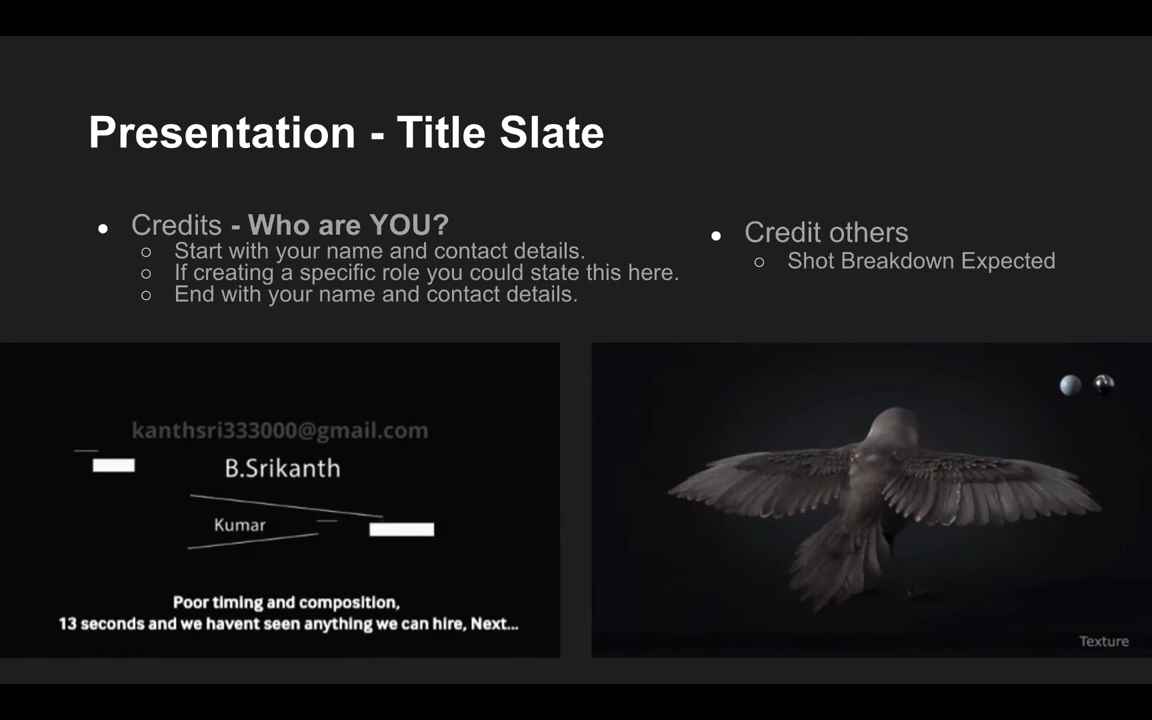 Presentation - Title Slate
Credits - Who are YOU?
Start with your name and contact details.
If creating a specific role you could state this here.
End with your name and contact details.
Credit others
Shot Breakdown Expected
kanthsri333000@gmail.com
B.Srikanth
Kumar
Poor timing and composition,
13 seconds and we havent seen anything we can hire, Next...
Texture